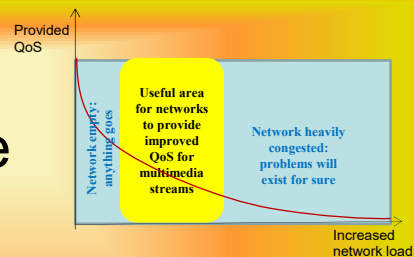 Provided
QoS
e
Network empty:
anything goes
Useful area
for networks
to provide
improved
QoS for
multimedia
streams
Network heavily
congested:
problems will
exist for sure
Increased
network load